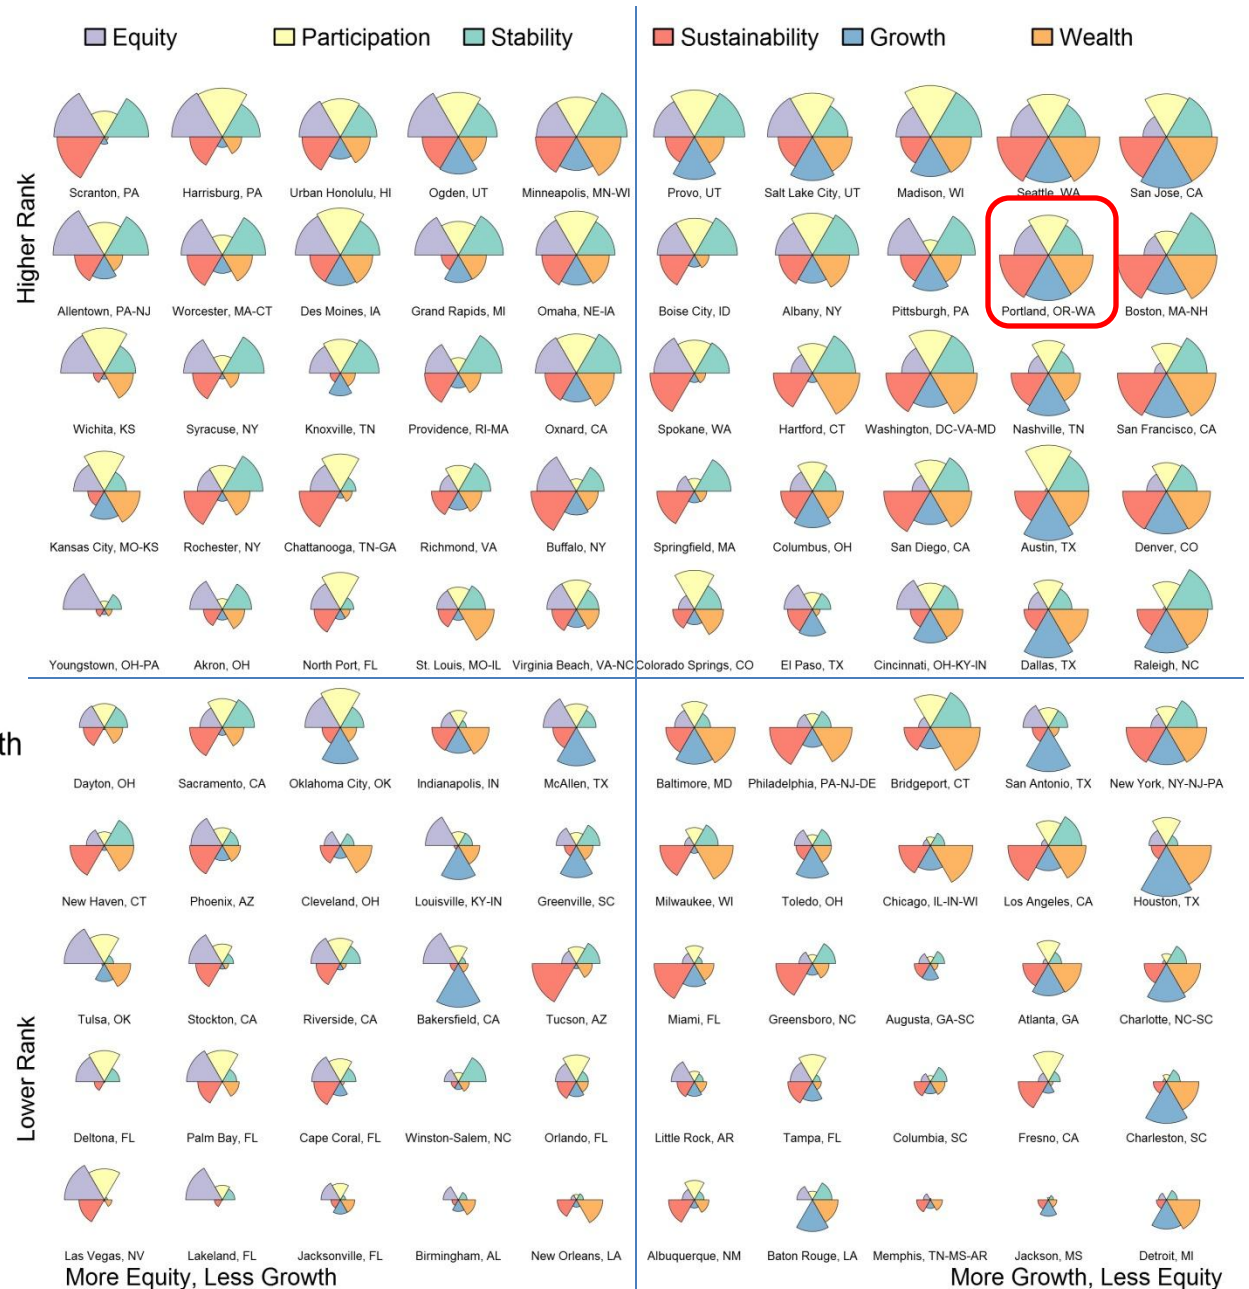 Equity Participation Stability Sustainability Growth Wealth
Higher Rank
Scranton, PA Harrisburg, PA Urban Honolulu, HI Ogden, UT Minneapolis, MN-WI Provo, UT Salt Lake City, UT Madison, WI Seattle, WA San Jose, CA
Allentown, PA-NJ Worcester, MA-CT Des Moines, IA Grand Rapids, MI Omaha, NE-IA Boise City, ID Albany, NY Pittsburgh, PA Portland, OR-WA Boston, MA-NH
Wichita, KS Syracuse, NY Knoxville, TN Providence, RI-MA Oxnard, CA Spokane, WA Hartford, CT Washington, DC-VA-MD Nashville, TN San Francisco, CA
Kansas City, MO-KS Rochester, NY Chattanooga, TN-GA Richmond, VA Buffalo, NY Springfield, MA Columbus, OH San Diego, CA Austin, TX Denver, CO
Youngstown, OH-PA Akron, OH North Port, FL St. Louis, MO-IL Virginia Beach, VA-NC Colorado Springs, CO El Paso, TX Cincinnati, OH-KY-IN Dallas, TX Raleigh, NC
th
Dayton, OH Sacramento, CA Oklahoma City, OK Indianapolis, IN McAllen, TX Baltimore, MD Philadelphia, PA-NJ-DE Bridgeport, CT San Antonio, TX New York, NY-NJ-PA
New Haven, CT Phoenix, AZ Cleveland, OH Louisville, KY-IN Greenville, SC Milwaukee, WI Toledo, OH Chicago, IL-IN-WI Los Angeles, CA Houston, TX
Tulsa, OK Stockton, CA Riverside, CA Bakersfield, CA Tucson, AZ Miami, FL Greensboro, NC Augusta, GA-SC Atlanta, GA Charlotte, NC-SC
Lower Rank
Deltona, FL Palm Bay, FL Cape Coral, FL Winston-Salem, NC Orlando, FL Little Rock, AR Tampa, FL Columbia, SC Fresno, CA Charleston, SC
Las Vegas, NV Lakeland, FL Jacksonville, FL Birmingham, AL New Orleans, LA Albuquerque, NM Baton Rouge, LA Memphis, TN-MS-AR Jackson, MS Detroit, MI
More Equity, Less Growth More Growth, Less Equity